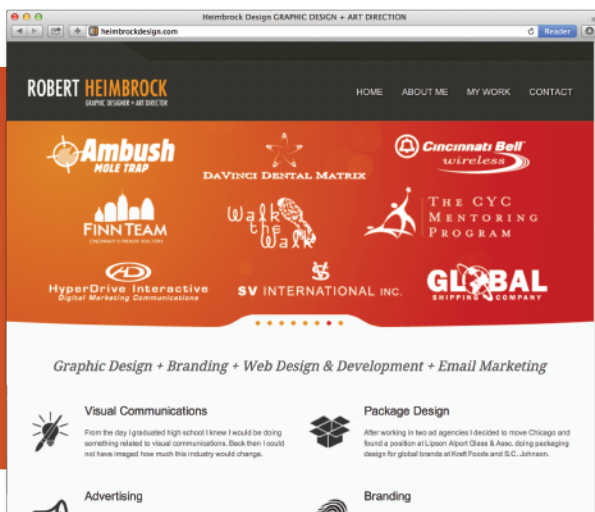 Heimbrock Design GRAPHIC DESIGN + ART DIRECTION
heimbrockdesign.com
Reader
ROBERT HEIMBROCK
GRAPHIC DESIGNER + ART DIRECTOR
HOME ABOUT ME MY WORK CONTACT
Ambush
MOLE TRAP
DAVINCI DENTAL MATRIX
Cincinnati Bell
wireless
FINN TEAM
CINCINNATI'S PREMIER REALTORS
Walk
the
Walk
THE CYC
MENTORING
PROGRAM
HyperDrive Interactive
Digital Marketing Communications
SV INTERNATIONAL INC.
GLOBAL
SHIPPING COMPANY
Graphic Design + Branding + Web Design & Development + Email Marketing
Visual Communications
From the day I graduated high school I knew I would be doing
something related to visual communications. Back then I could
not have imaged how much this industry would change.
Package Design
After working in two ad agencies I decided to move Chicago and
found a position at Lipson Alport Glass & Assc. doing packaging
design for global brands at Kraft Foods and S.C. Johnson.
Advertising
Branding